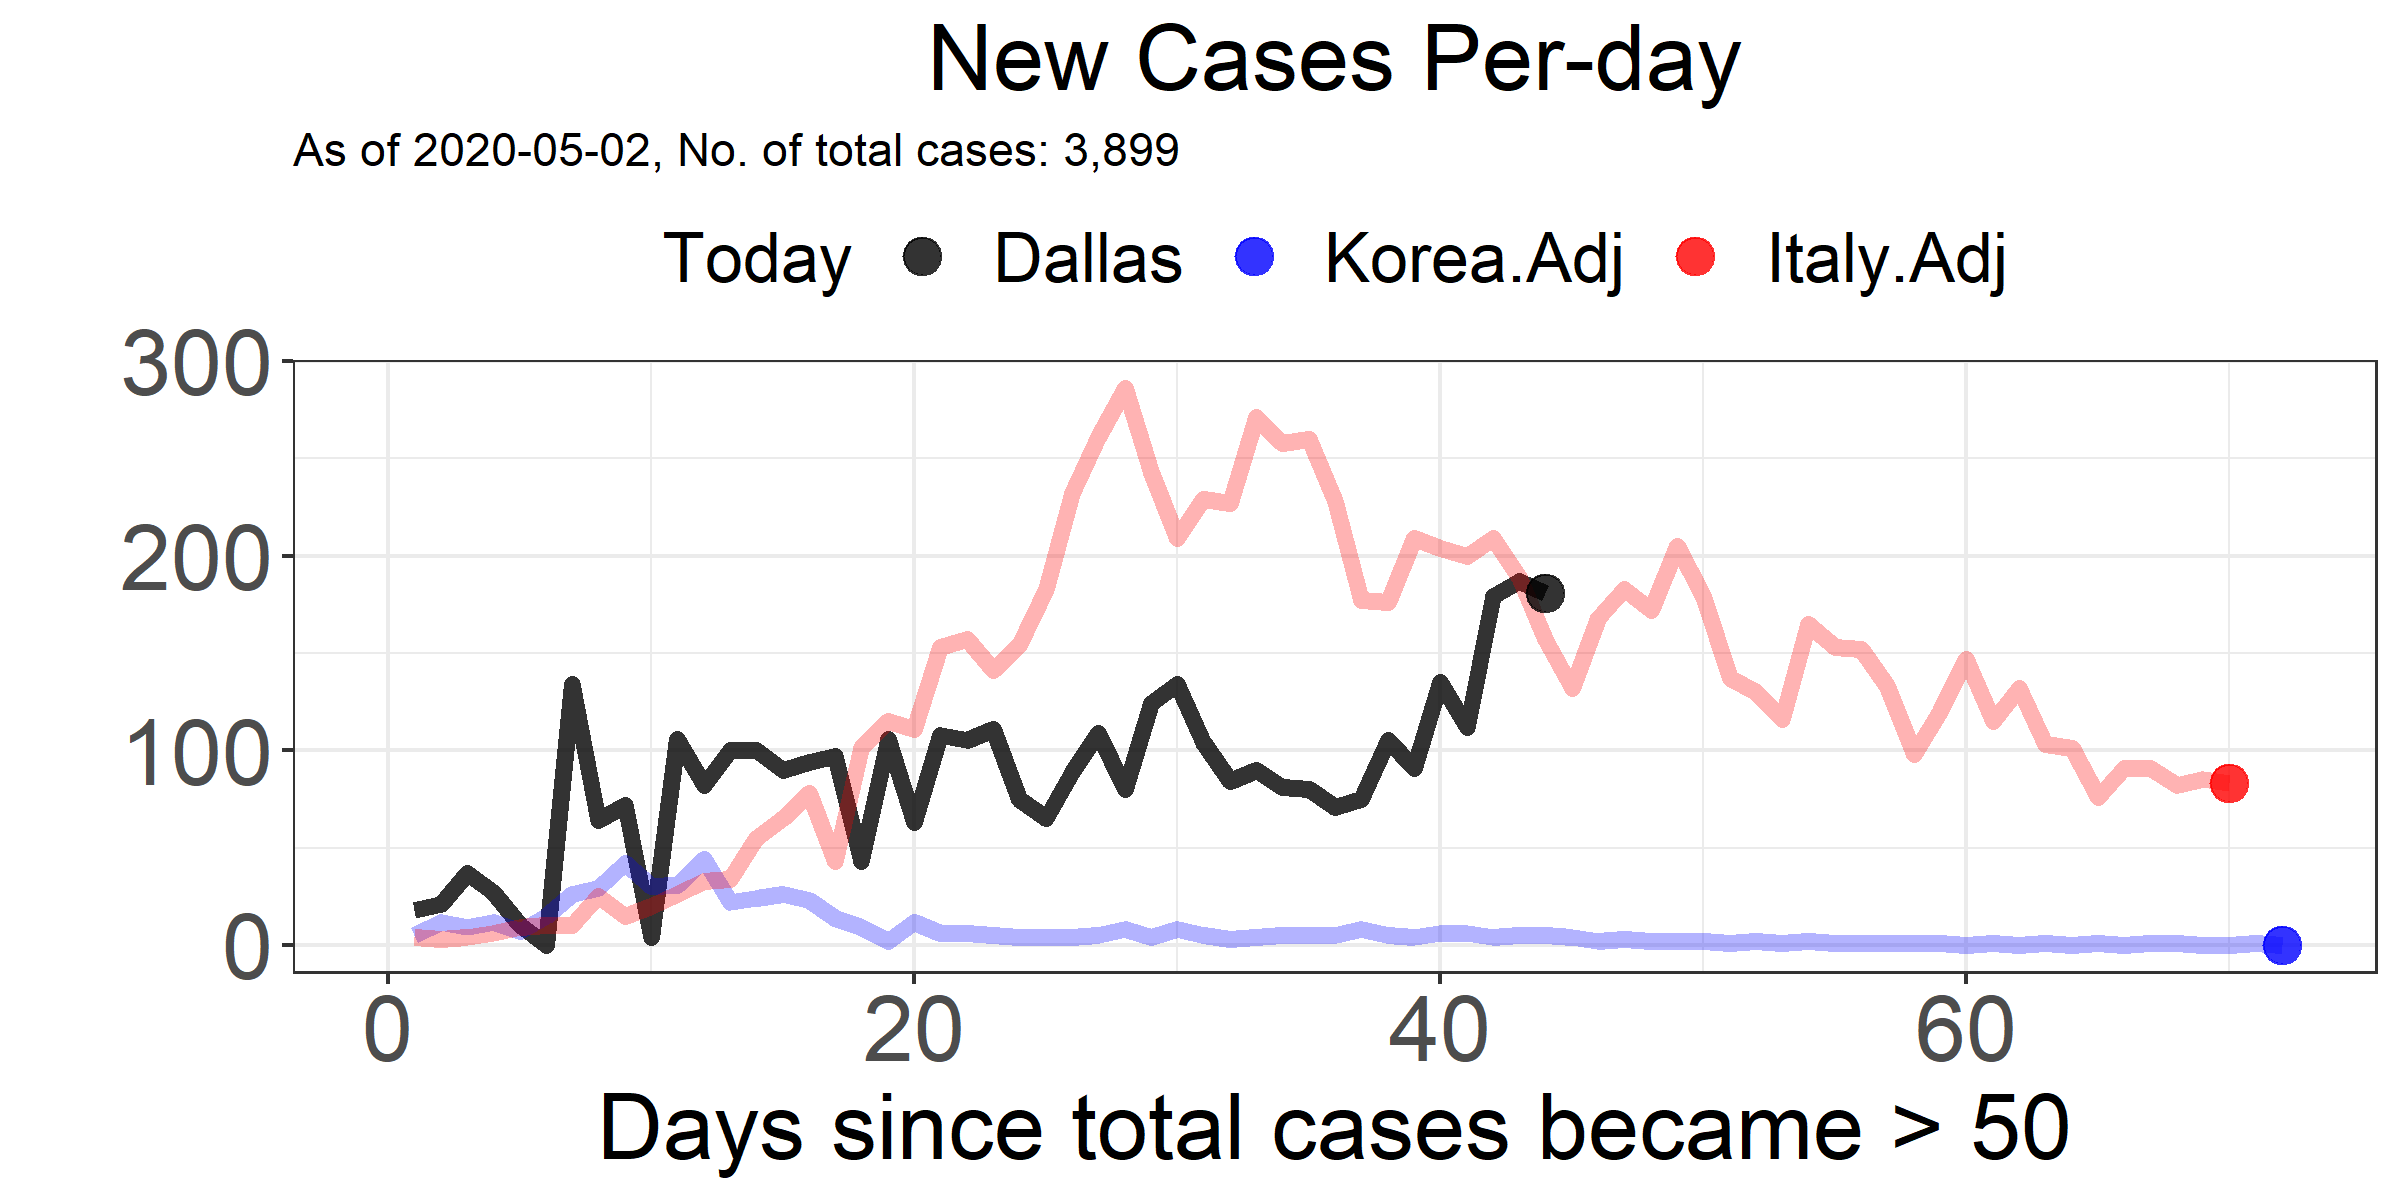 New Cases Per-day
As of 2020-05-02, No. of total cases: 3,899
Today Dallas Korea.Adj Italy.Adj
300
200
100
0
0 20 40 60
Days since total cases became > 50